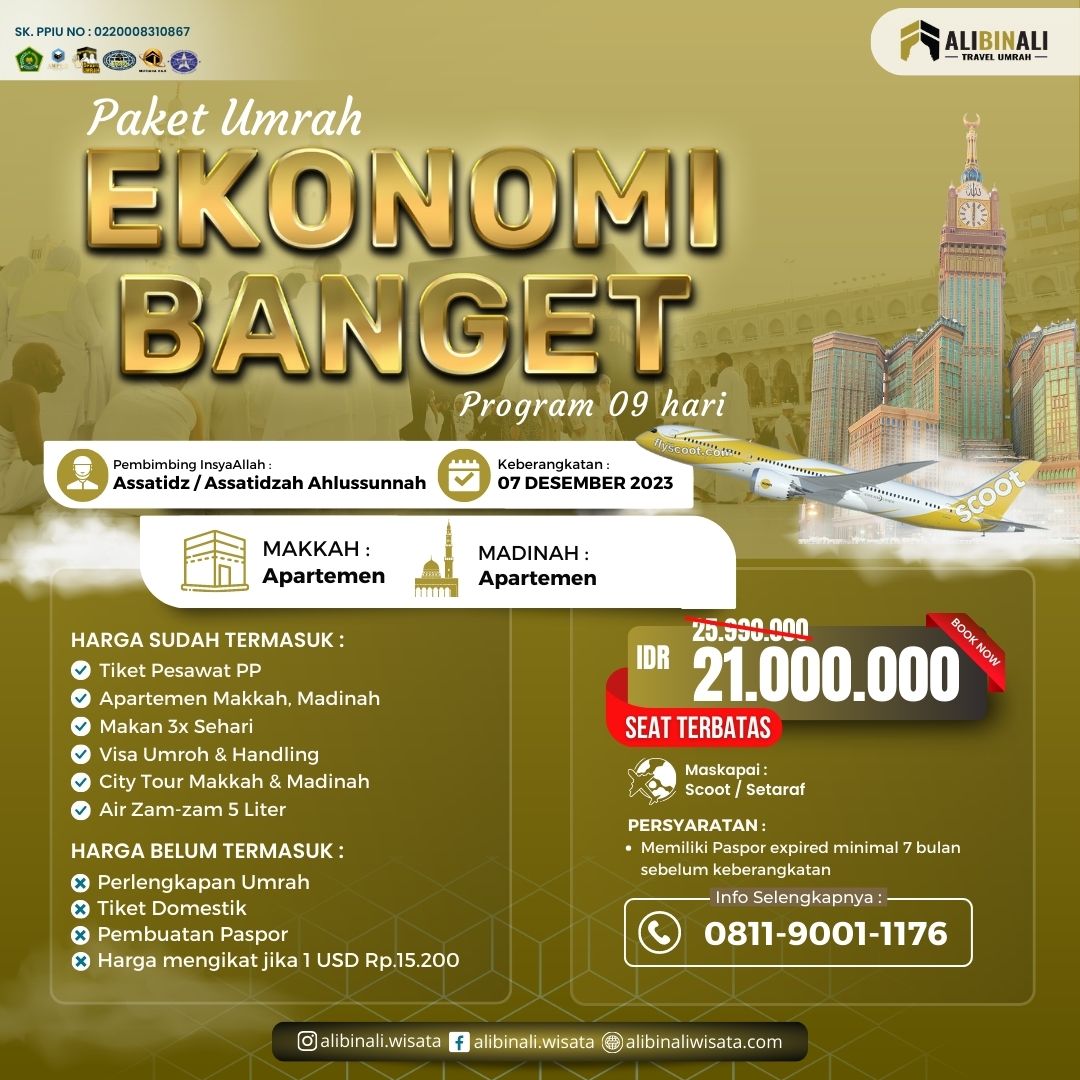 SK. PPIU NO : 0220008310867
ALIBINALI
TRAVEL UMRAH
Paket Umrah
EKONOMI
BANGET
Program 09 hari
Pembimbing InsyaAllah :
Assatidz / Assatidzah Ahlussunnah
Keberangkatan :
07 DESEMBER 2023
flyscoot.com
scoot
MAKKAH :
Apartemen
MADINAH :
Apartemen
HARGA SUDAH TERMASUK :
Tiket Pesawat PP
Apartemen Makkah, Madinah
Makan 3x Sehari
Visa Umroh & Handling
City Tour Makkah & Madinah
Air Zam-zam 5 Liter
HARGA BELUM TERMASUK :
Perlengkapan Umrah
Tiket Domestik
Pembuatan Paspor
Harga mengikat jika 1 USD Rp.15.200
25.990.000
IDR 21.000.000
BOOK NOW
SEAT TERBATAS
Maskapai :
Scoot / Setaraf
PERSYARATAN :
• Memiliki Paspor expired minimal 7 bulan
sebelum keberangkatan
Info Selengkapnya :
0811-9001-1176
alibinali.wisata alibinali.wisata alibinaliwisata.com